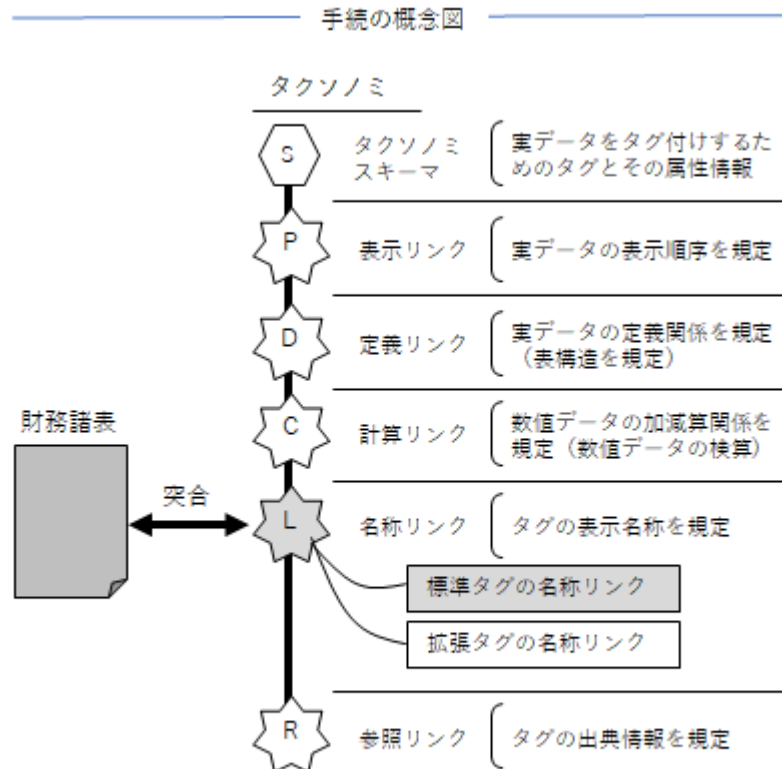 手続の概念図
タクソノミ
S
タクソノミ
スキーマ
実データをタグ付けするた
めのタグとその属性情報
P
表示リンク
実データの表示順序を規定
D
定義リンク
実データの定義関係を規定
（表構造を規定）
C
計算リンク
数値データの加減算関係を
規定（数値データの検算）
財務諸表
突合
L
名称リンク
タグの表示名称を規定
標準タグの名称リンク
拡張タグの名称リンク
R
参照リンク
タグの出典情報を規定